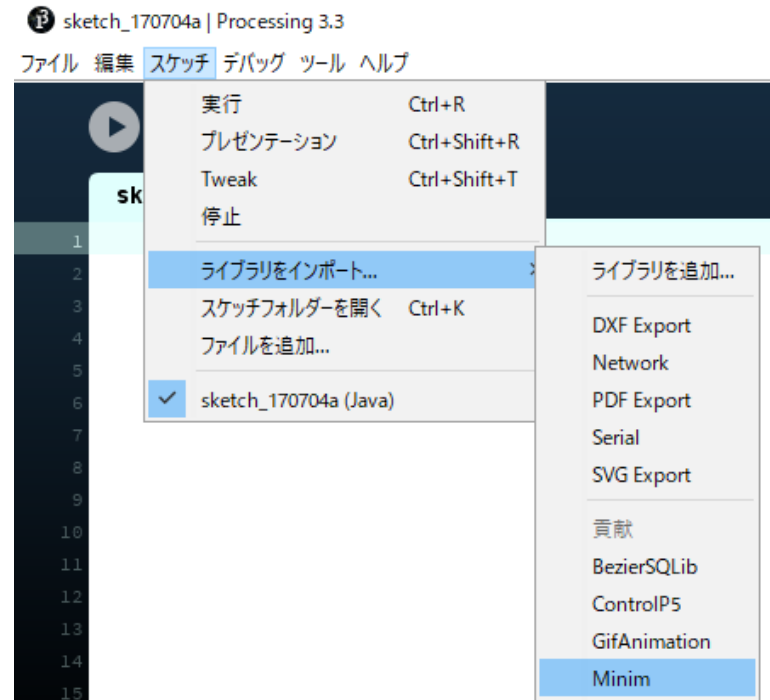 sketch_170704a | Processing 3.3
ファイル 編集 スケッチ デバッグ ツール ヘルプ
実行 Ctrl+R
プレゼンテーション Ctrl+Shift+R
Tweak Ctrl+Shift+T
停止
sk
ライブラリをインポート...
スケッチフォルダーを開く Ctrl+K
ファイルを追加...
sketch_170704a (Java)
ライブラリを追加...
DXF Export
Network
PDF Export
Serial
SVG Export
貢献
BezierSQLib
ControlP5
GifAnimation
Minim
1
2
3
4
5
6
7
8
9
10
11
12
13
14
15